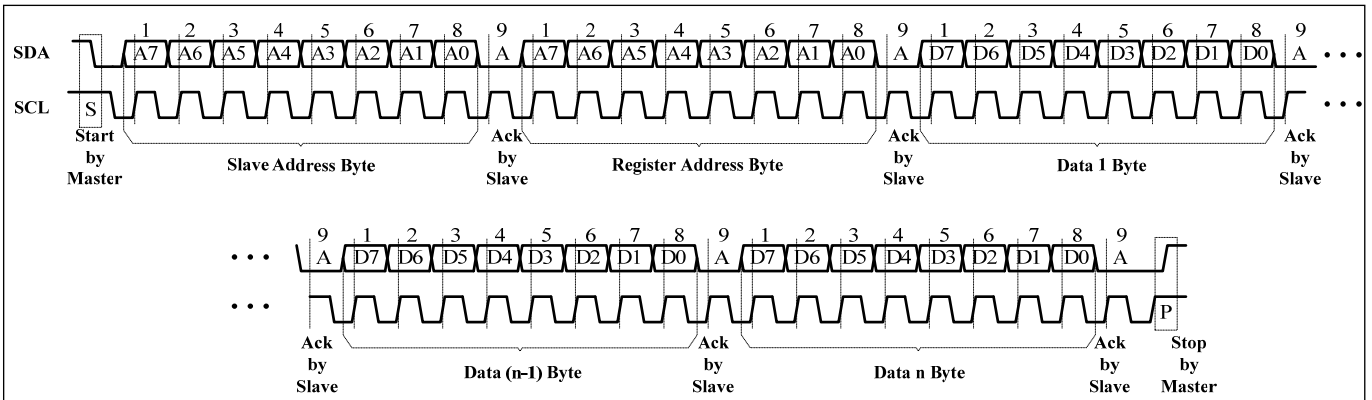 1 2 3 4 5 6 7 8 9 1 2 3 4 5 6 7 8 9 1 2 3 4 5 6 7 8 9
SDA A7 A6 A5 A4 A3 A2 A1 A0 A A7 A6 A5 A4 A3 A2 A1 A0 A D7 D6 D5 D4 D3 D2 D1 D0 A • • •
SCL S • • •
Start by Master
Slave Address Byte
Ack by Slave
Register Address Byte
Ack by Slave
Data 1 Byte
Ack by Slave
9 1 2 3 4 5 6 7 8 9 1 2 3 4 5 6 7 8 9
• • • A D7 D6 D5 D4 D3 D2 D1 D0 A D7 D6 D5 D4 D3 D2 D1 D0 A
• • • P
Ack by Slave
Data (n-1) Byte
Ack by Slave
Data n Byte
Ack by Slave
Stop by Master